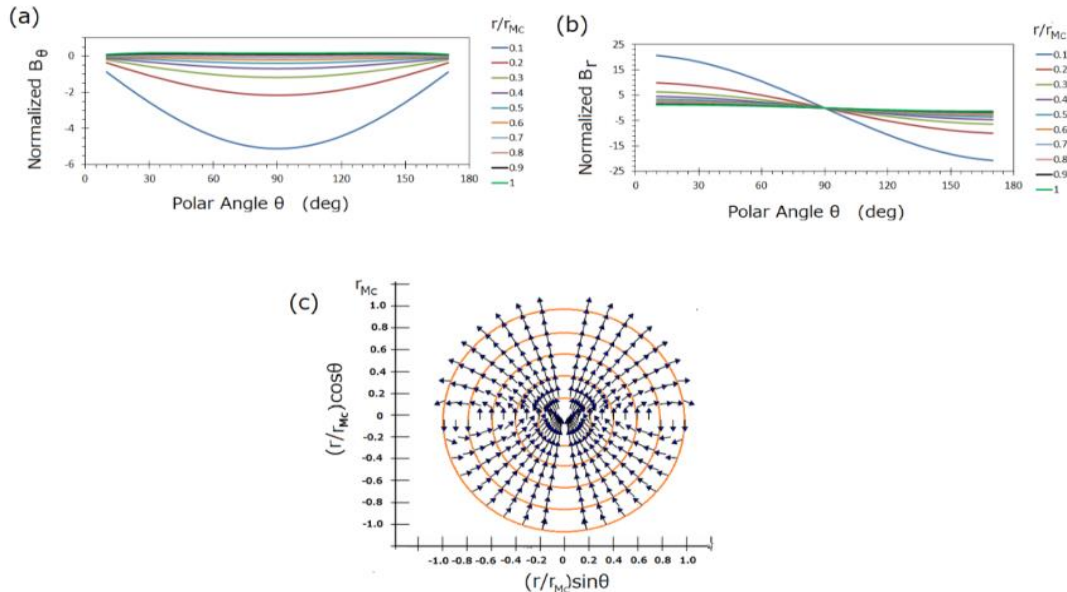 (a)
r/rMc
Normalized Bθ
0
-2
-4
-6
0 30 60 90 120 150 180
Polar Angle θ (deg)
0.1
0.2
0.3
0.4
0.5
0.6
0.7
0.8
0.9
1
(b)
r/rMc
Normalized Br
25
15
5
-5
-15
-25
0 30 60 90 120 150 180
Polar Angle θ (deg)
0.1
0.2
0.3
0.4
0.5
0.6
0.7
0.8
0.9
1
(c)
rMc
1.0
0.8
0.6
0.4
0.2
0
-0.2
-0.4
-0.6
-0.8
-1.0
(r/rMc)cosθ
-1.0 -0.8 -0.6 -0.4 -0.2 0 0.2 0.4 0.6 0.8 1.0
(r/rMc)sinθ